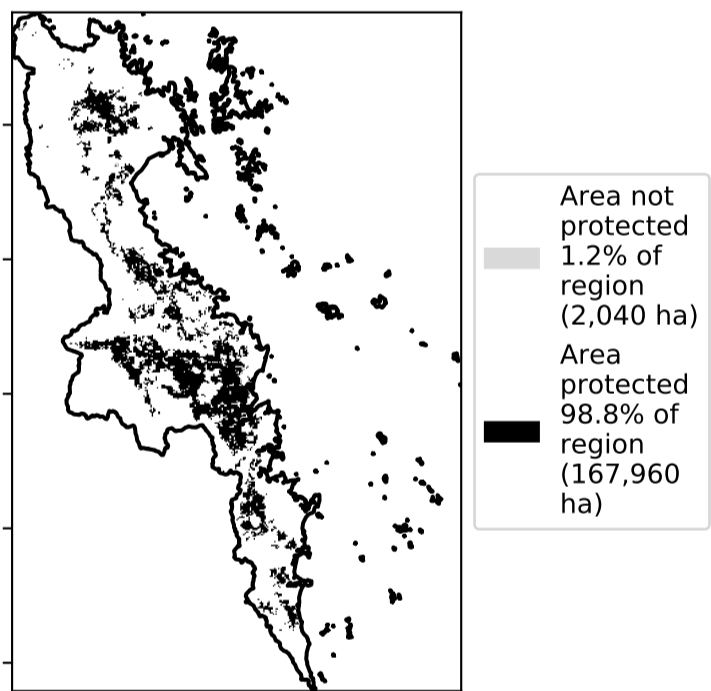 Area not
protected
1.2% of
region
(2,040 ha)
Area
protected
98.8% of
region
(167,960
ha)